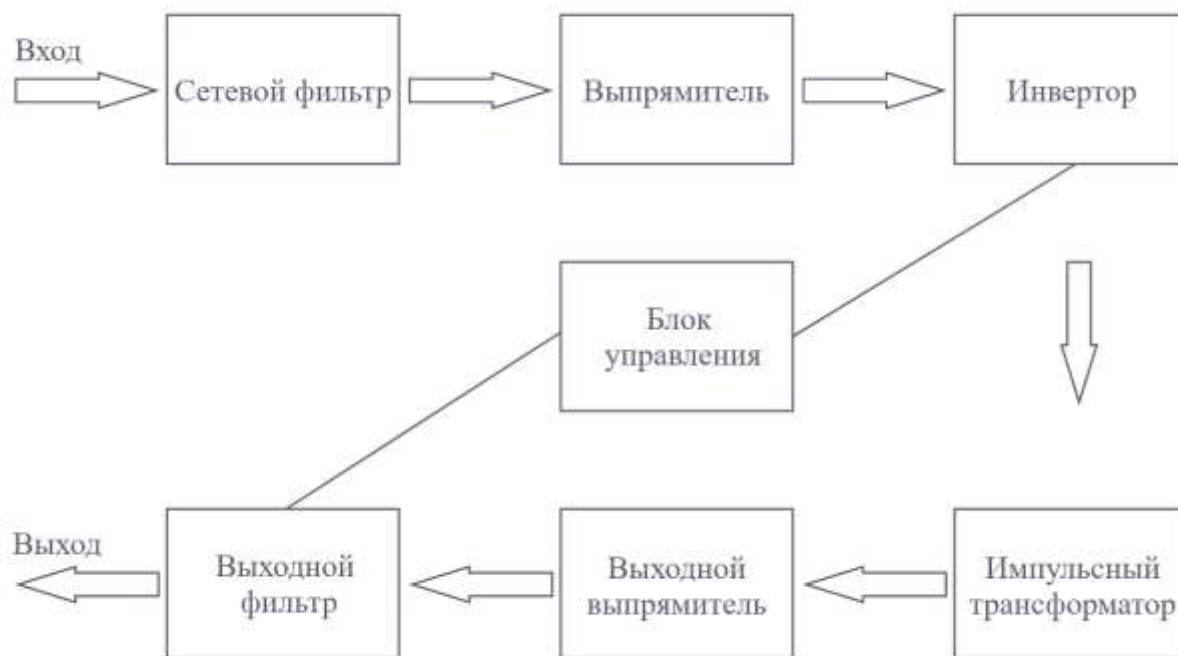 Вход
Сетевой фильтр
Выпрямитель
Инвертор
Блок
управления
Выход
Выходной
фильтр
Выходной
выпрямитель
Импульсный
трансформатор